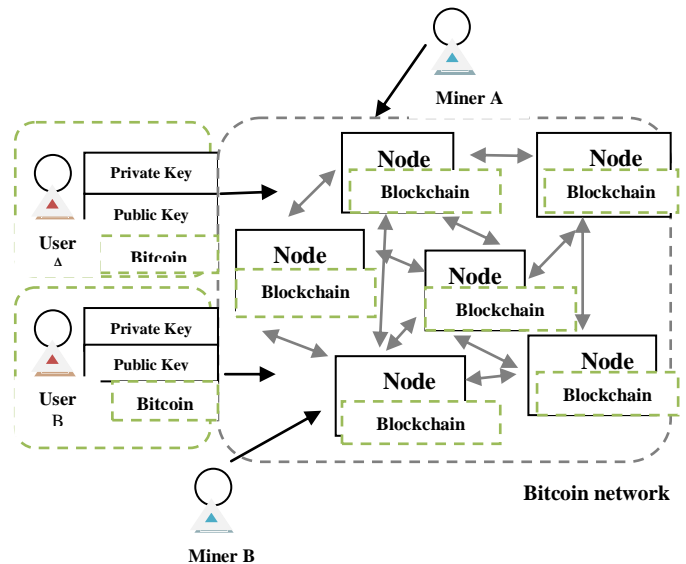 Miner A
Private Key
Public Key
User
A
Bitcoin
Private Key
Public Key
User
B
Bitcoin
Node
Blockchain
Node
Blockchain
Node
Blockchain
Node
Blockchain
Node
Blockchain
Node
Blockchain
Bitcoin network
Miner B